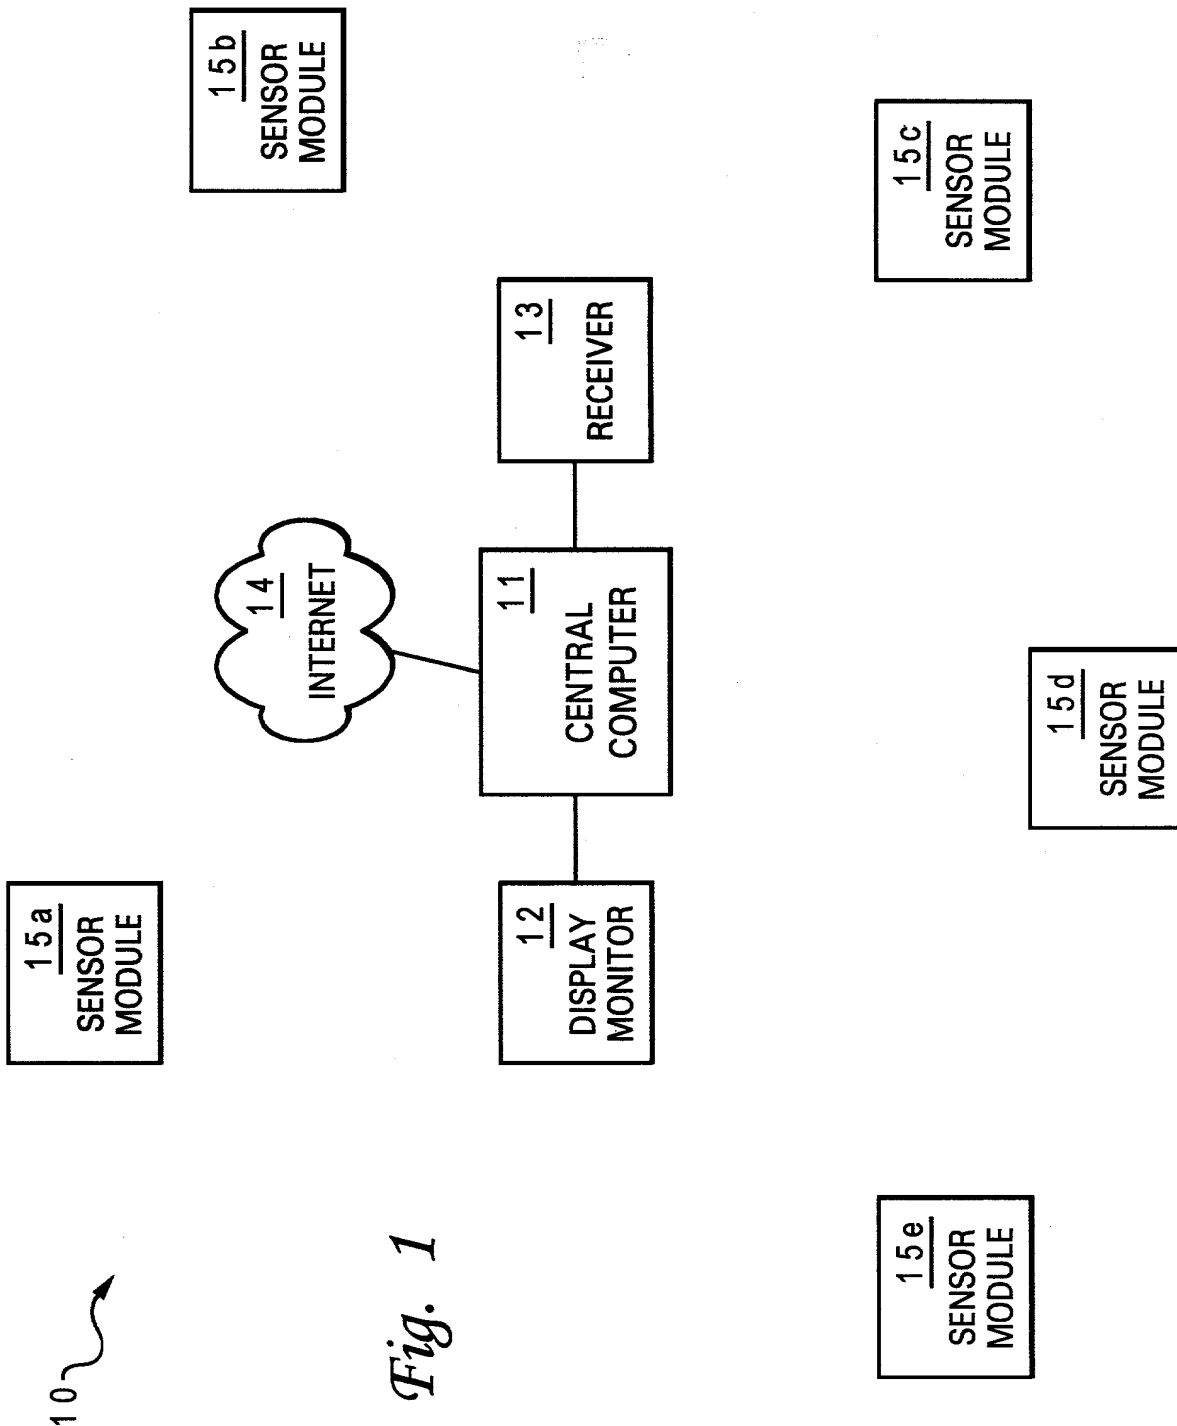 10
15a
SENSOR
MODULE
15b
SENSOR
MODULE
14
INTERNET
12
DISPLAY
MONITOR
11
CENTRAL
COMPUTER
13
RECEIVER
15e
SENSOR
MODULE
15d
SENSOR
MODULE
15c
SENSOR
MODULE
Fig. 1